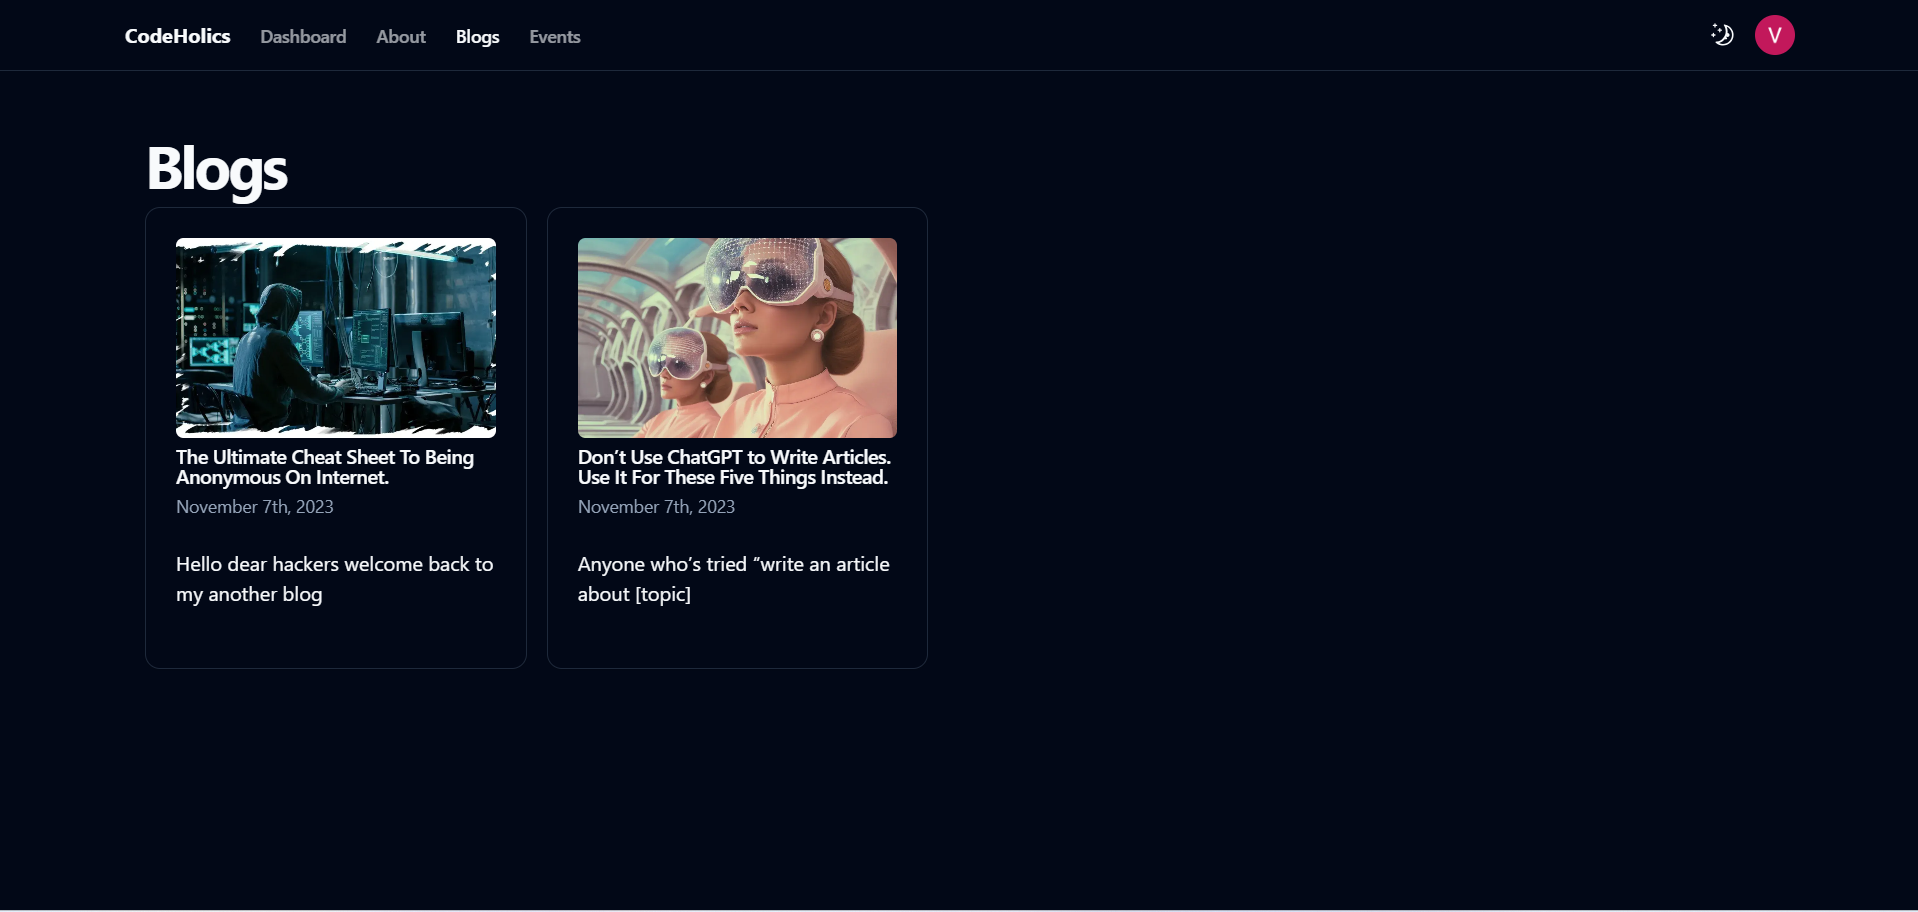 CodeHolics Dashboard About Blogs Events
V
Blogs
The Ultimate Cheat Sheet To Being
Anonymous On Internet.
November 7th, 2023
Hello dear hackers welcome back to
my another blog
Don’t Use ChatGPT to Write Articles.
Use It For These Five Things Instead.
November 7th, 2023
Anyone who’s tried “write an article
about [topic]